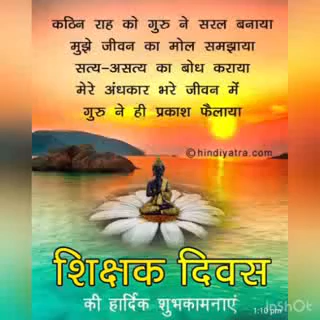 कठिन राह को गुरु ने सरल बनाया
मुझे जीवन का मोल समझाया
सत्य-असत्य का बोध कराया
मेरे अंधकार भरे जीवन में
गुरु ने ही प्रकाश फैलाया
©hindiyatra.com
शिक्षक दिवस
की हार्दिक शुभकामनाएं
InShOt
1:10 pm